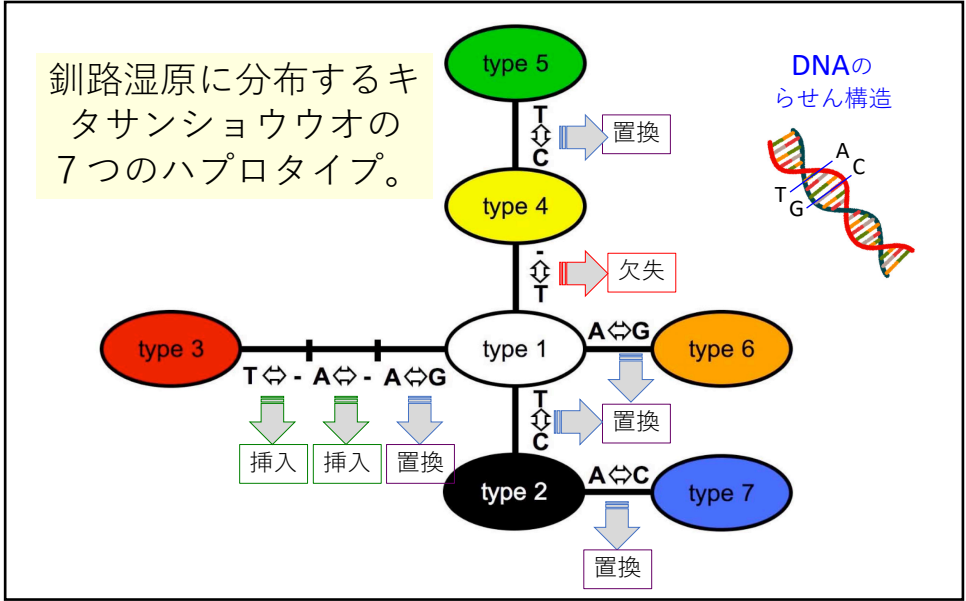 釧路湿原に分布するキ
タサンショウウオの
７つのハプロタイプ。
DNAの
らせん構造
A
C
T
G
type 5
T
⇔
C
置換
type 4
-
⇔
T
欠失
type 3
type 1
A⇔G
type 6
T⇔-
A⇔-
A⇔G
T
⇔
C
置換
挿入
挿入
置換
type 2
A⇔C
type 7
置換